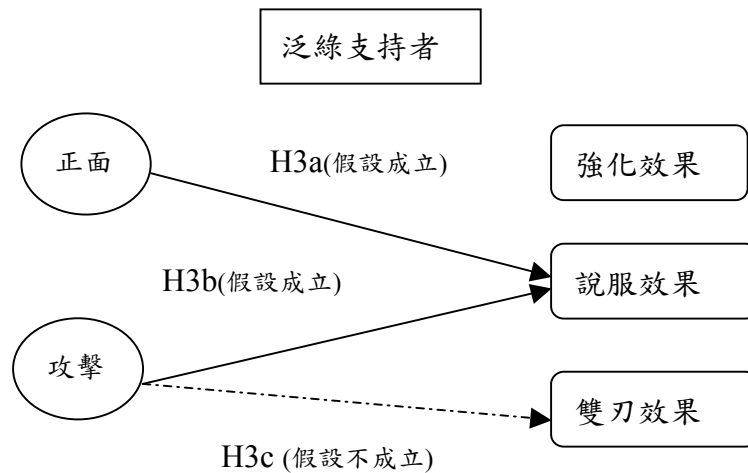 泛綠支持者
正面
H3a(假設成立)
強化效果
H3b(假設成立)
說服效果
攻擊
雙刃效果
H3c (假設不成立)